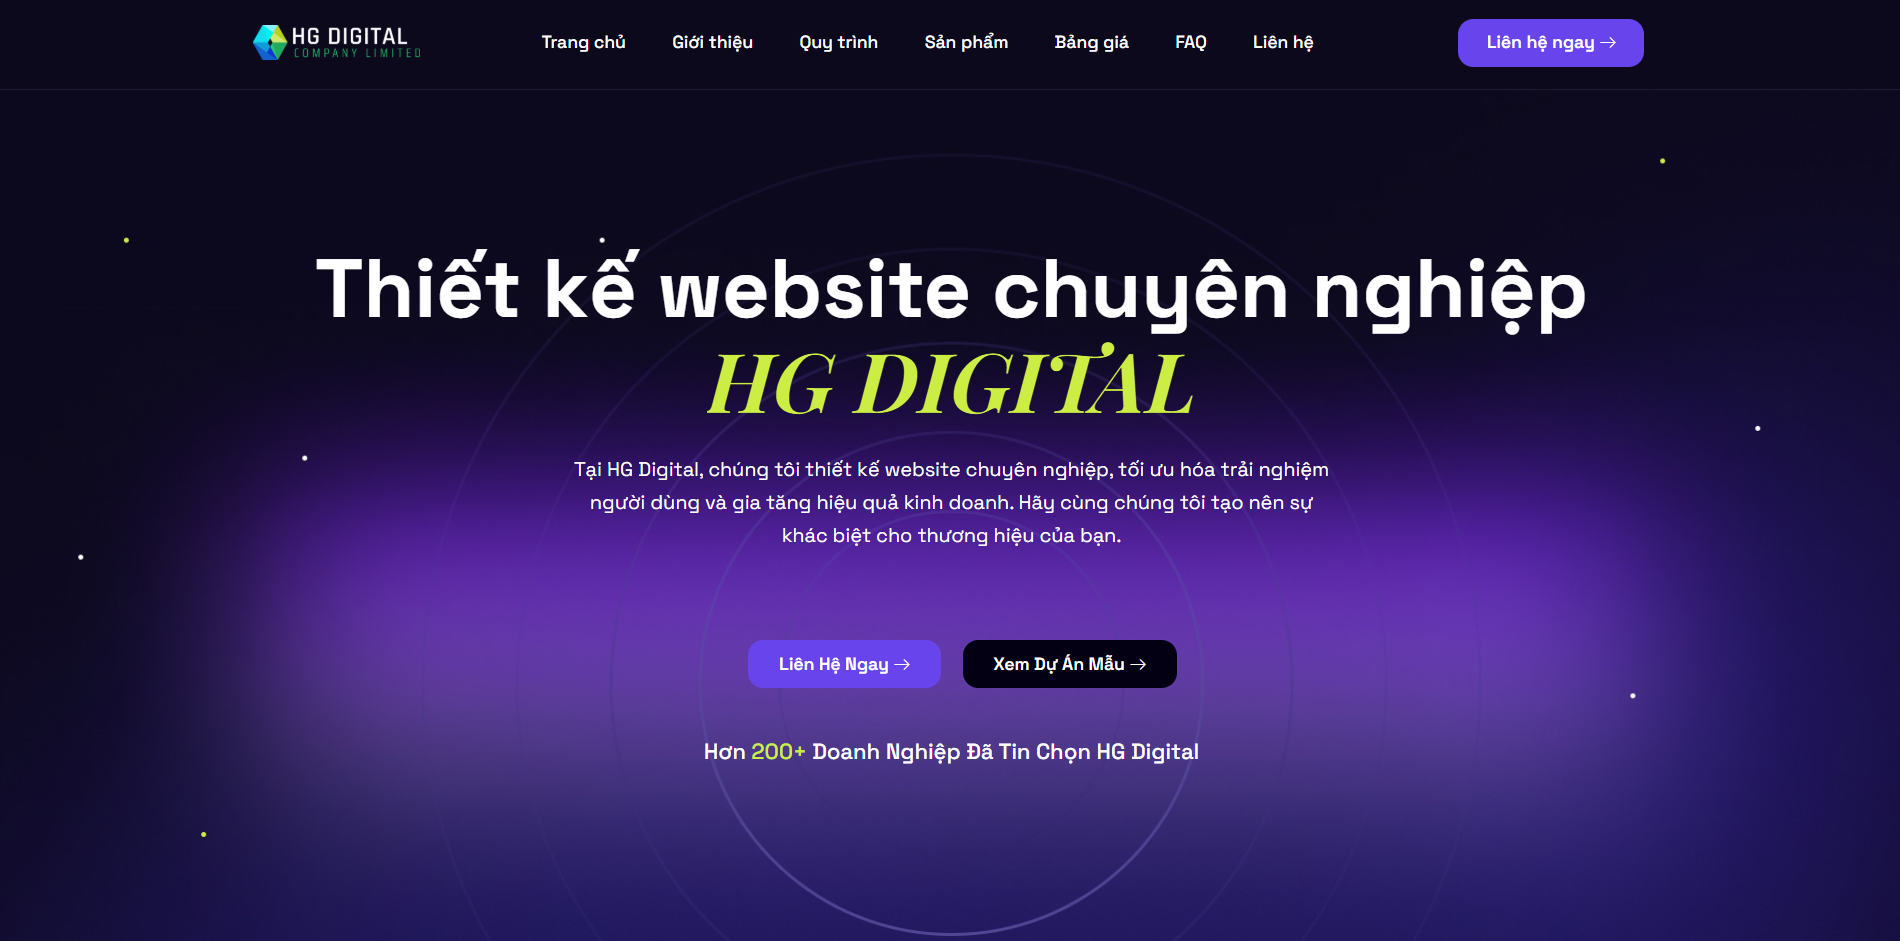 HG DIGITAL
COMPANY LIMITED
Trang chủ
Giới thiệu
Quy trình
Sản phẩm
Bảng giá
FAQ
Liên hệ
Liên hệ ngay →
Thiết kế website chuyên nghiệp
HG DIGITAL
Tại HG Digital, chúng tôi thiết kế website chuyên nghiệp, tối ưu hóa trải nghiệm
người dùng và gia tăng hiệu quả kinh doanh. Hãy cùng chúng tôi tạo nên sự
khác biệt cho thương hiệu của bạn.
Liên Hệ Ngay →
Xem Dự Án Mẫu →
Hơn 200+ Doanh Nghiệp Đã Tin Chọn HG Digital